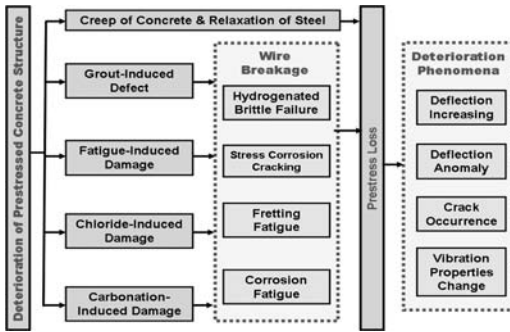 Deterioration of Prestressed Concrete Structure
Creep of Concrete & Relaxation of Steel
Grout-Induced
Defect
Fatigue-Induced
Damage
Chloride-Induced
Damage
Carbonation-
Induced Damage
Wire
Breakage
Hydrogenated
Brittle Failure
Stress Corrosion
Cracking
Fretting
Fatigue
Corrosion
Fatigue
Prestress Loss
Deterioration
Phenomena
Deflection
Increasing
Deflection
Anomaly
Crack
Occurrence
Vibration
Properties
Change